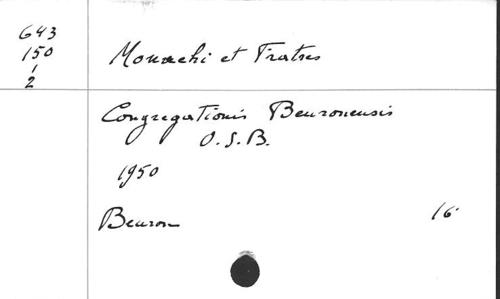 643
150
1
2
Monachi et Fratres
Congregationis Beuronensis
O.S.B.
1950
Beuron 16°